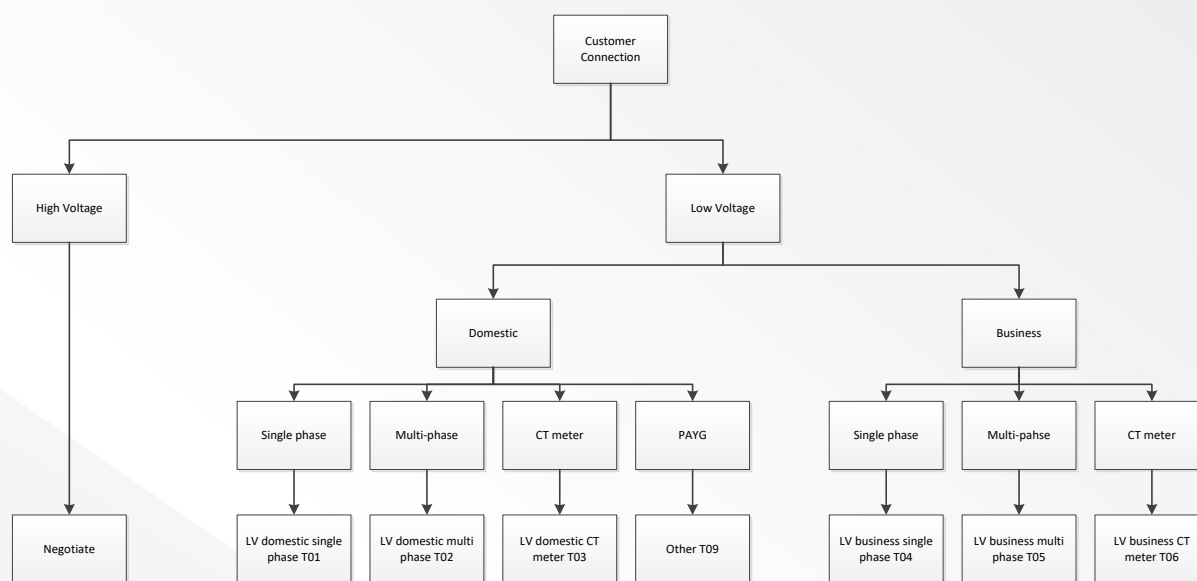 Customer
Connection
High Voltage
Low Voltage
Domestic
Business
Single phase
Multi-phase
CT meter
PAYG
Single phase
Multi-pahse
CT meter
Negotiate
LV domestic single
phase T01
LV domestic multi
phase T02
LV domestic CT
meter T03
Other T09
LV business single
phase T04
LV business multi
phase T05
LV business CT
meter T06